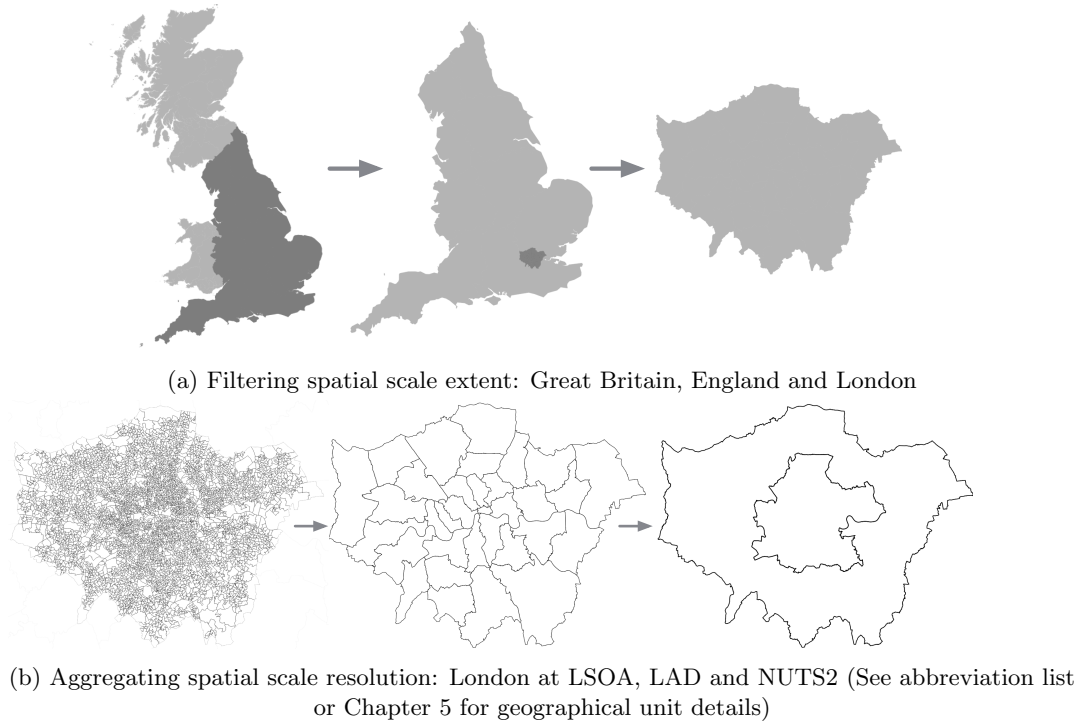 (a) Filtering spatial scale extent: Great Britain, England and London
(b) Aggregating spatial scale resolution: London at LSOA, LAD and NUTS2 (See abbreviation list
or Chapter 5 for geographical unit details)